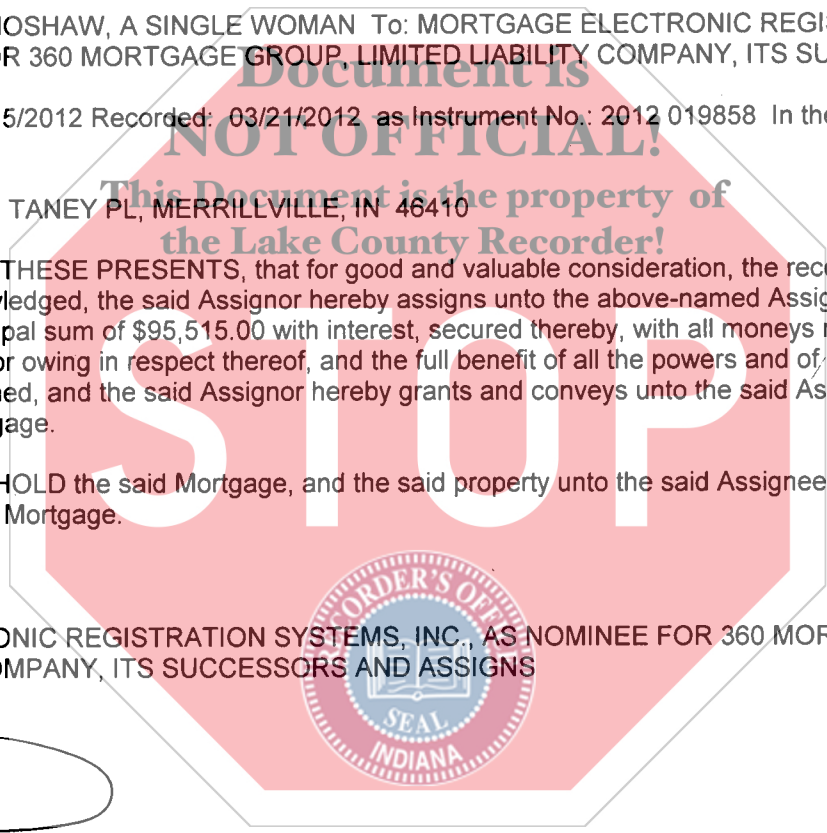 OSHAW, A SINGLE WOMAN To: MORTGAGE ELECTRONIC REGI
R 360 MORTGAGE GROUP, LIMITED LIABILITY COMPANY, ITS SU
Document is
5/2012 Recorded: 03/21/2012 as Instrument No.: 2012 019858 In the
NOT OFFICIAL!
This Document is the property of
TANEY PL, MERRILLVILLE, IN 46410
the Lake County Recorder!
THESE PRESENTS, that for good and valuable consideration, the rec
ledged, the said Assignor hereby assigns unto the above-named Assig
pal sum of $95,515.00 with interest, secured thereby, with all moneys
or owing in respect thereof, and the full benefit of all the powers and of
ed, and the said Assignor hereby grants and conveys unto the said As
gage.
STOP
HOLD the said Mortgage, and the said property unto the said Assignee
Mortgage.
RECORDER'S OFFICE
ONIC REGISTRATION SYSTEMS, INC., AS NOMINEE FOR 360 MOR
OMPANY, ITS SUCCESSORS AND ASSIGNS
SEAL
INDIANA